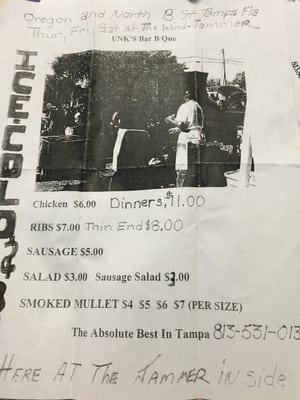 Oregon and North B St Tampa Fla
Thur, Fri, Sat At The Wind-Jammer
UNK'S Bar B Que
ICECOLD
Chicken $6.00 Dinners, $11.00
RIBS $7.00 Thin End $8.00
SAUSAGE $5.00
SALAD $3.00 Sausage Salad $3.00
SMOKED MULLET $4 $5 $6 $7 (PER SIZE)
The Absolute Best In Tampa 813-531-013
HERE AT The JAMMER iN side